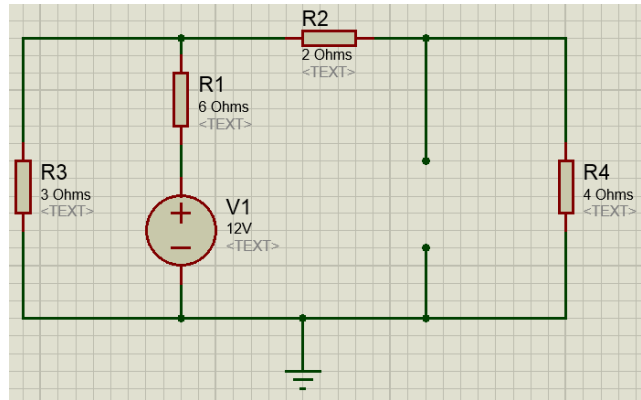 R2
2 Ohms
<TEXT>
R1
6 Ohms
<TEXT>
R3
3 Ohms
<TEXT>
V1
12V
<TEXT>
R4
4 Ohms
<TEXT>